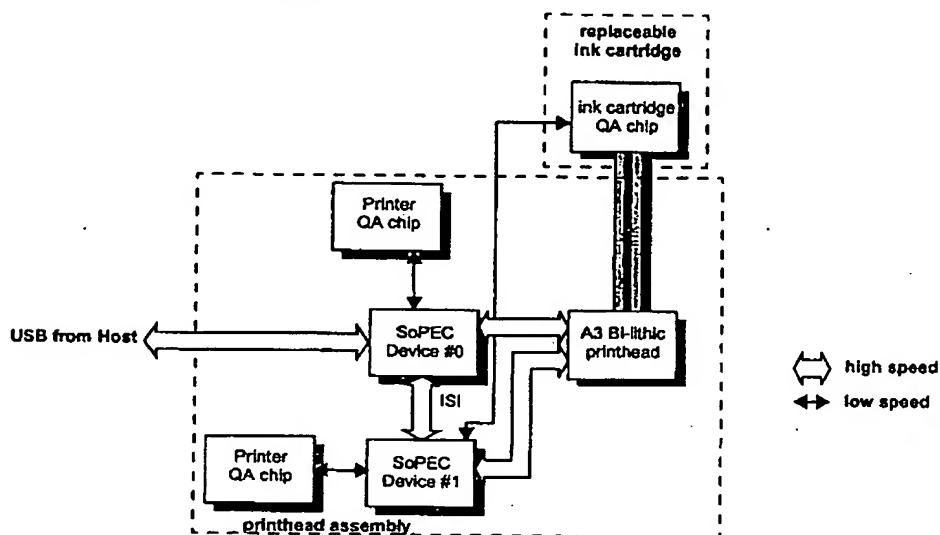 replaceable
ink cartridge
ink cartridge
QA chip
Printer
QA chip
USB from Host
SoPEC
Device #0
A3 Bi-lithic
printhead
high speed
low speed
ISI
Printer
QA chip
SoPEC
Device #1
printhead assembly